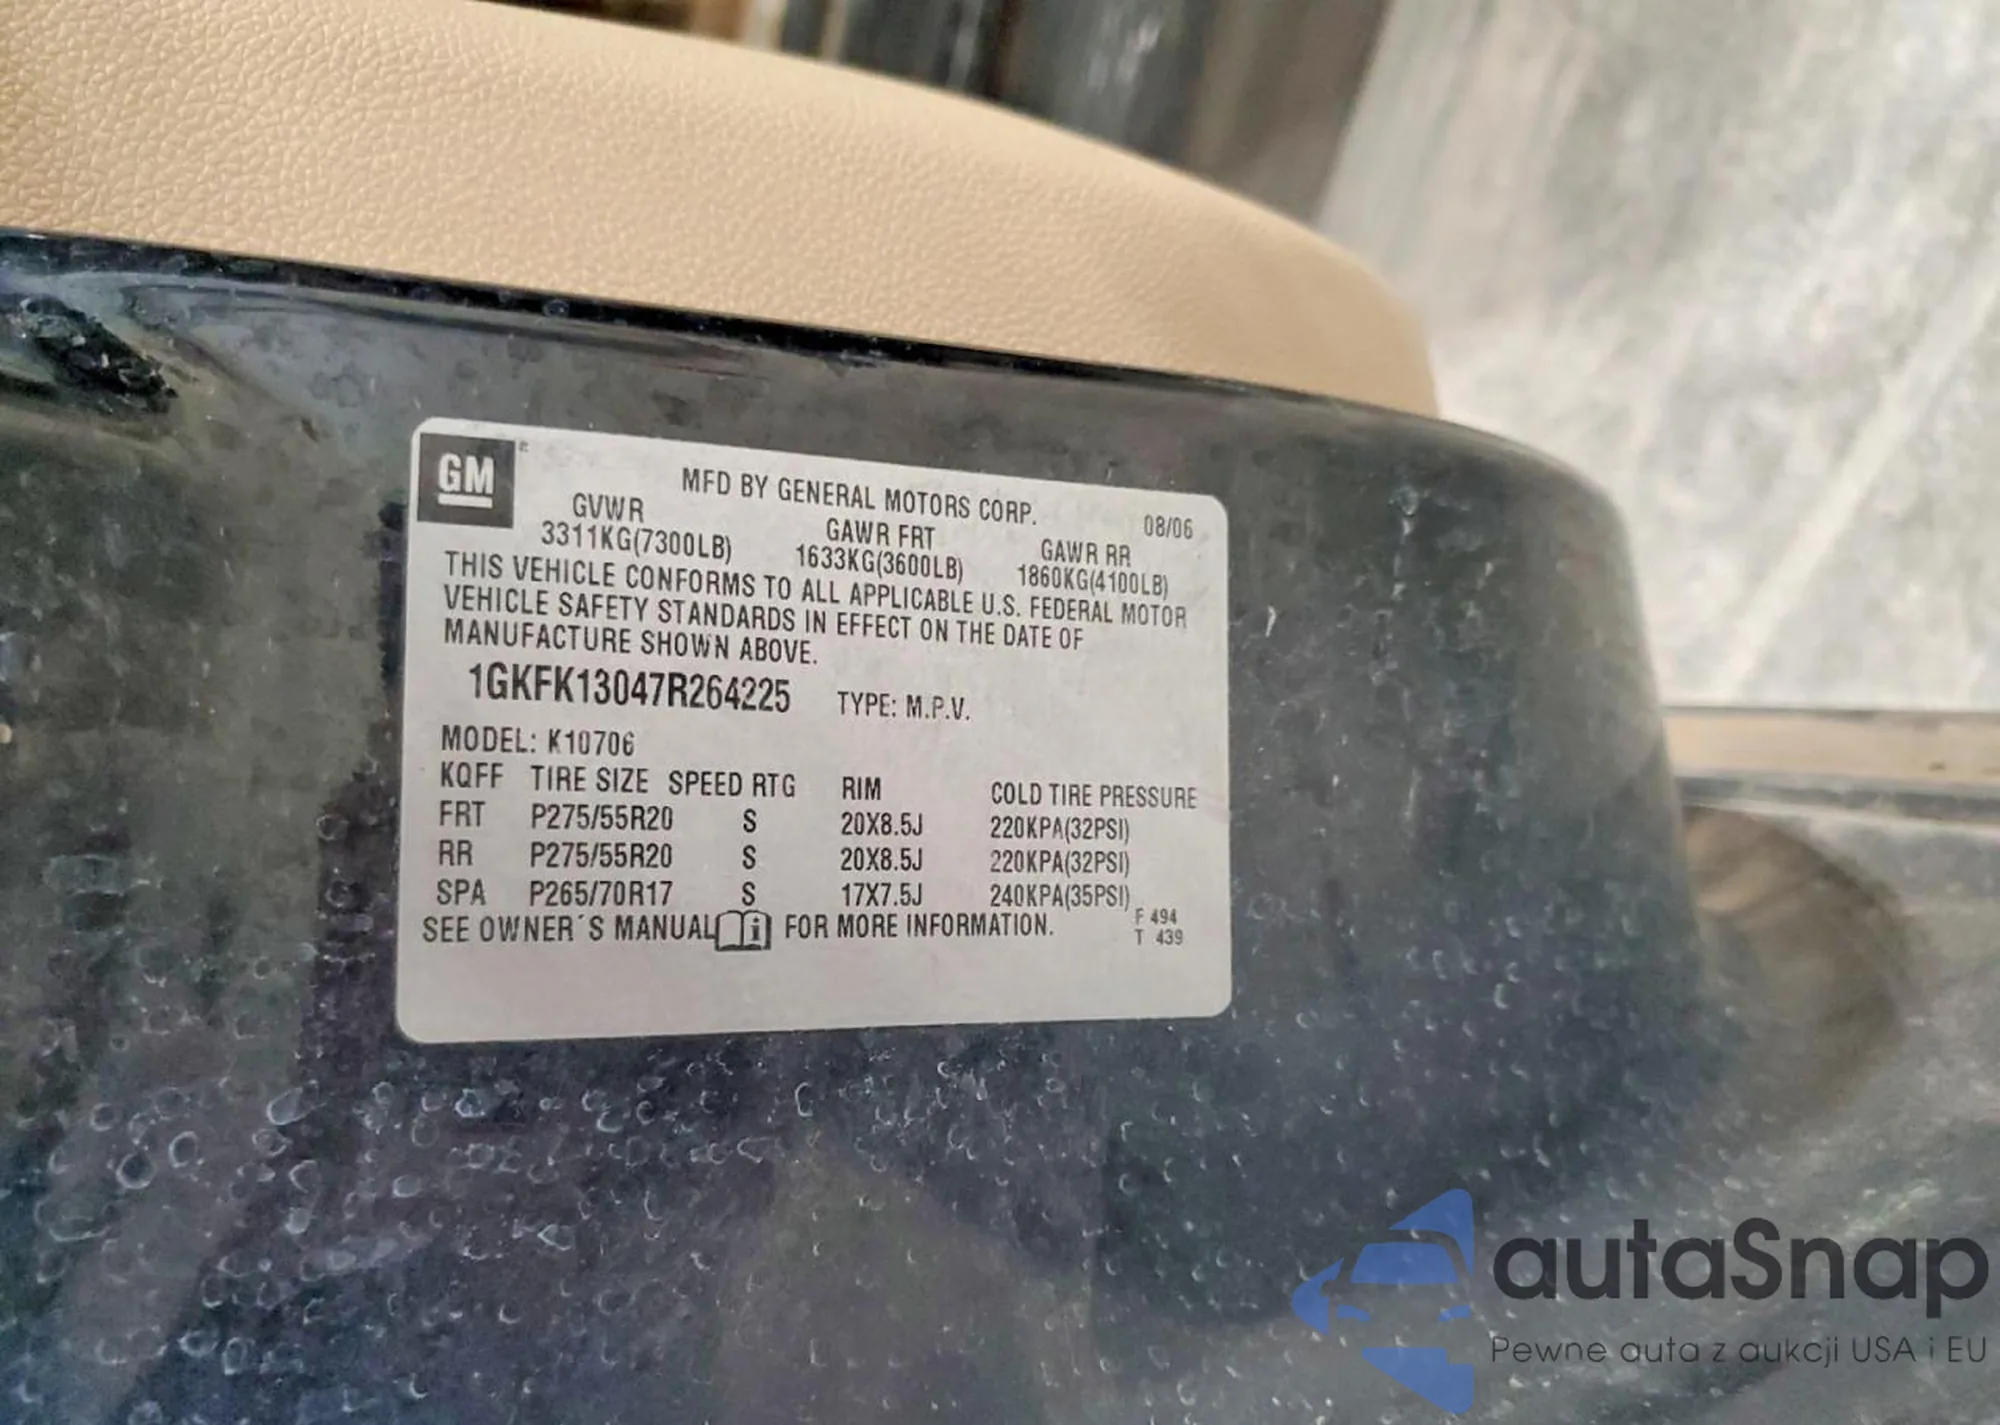 GM
MFD BY GENERAL MOTORS CORP. 08/06
GVWR GAWR FRT GAWR RR
3311KG(7300LB) 1633KG(3600LB) 1860KG(4100LB)
THIS VEHICLE CONFORMS TO ALL APPLICABLE U.S. FEDERAL MOTOR
VEHICLE SAFETY STANDARDS IN EFFECT ON THE DATE OF
MANUFACTURE SHOWN ABOVE.
1GKFK13047R264225 TYPE: M.P.V.
MODEL: K10706
KQFF TIRE SIZE SPEED RTG RIM COLD TIRE PRESSURE
FRT P275/55R20 S 20X8.5J 220KPA(32PSI)
RR P275/55R20 S 20X8.5J 220KPA(32PSI)
SPA P265/70R17 S 17X7.5J 240KPA(35PSI)
SEE OWNER'S MANUAL i FOR MORE INFORMATION.
F 494
T 439
autaSnap
Pewne auta z aukcji USA i EU